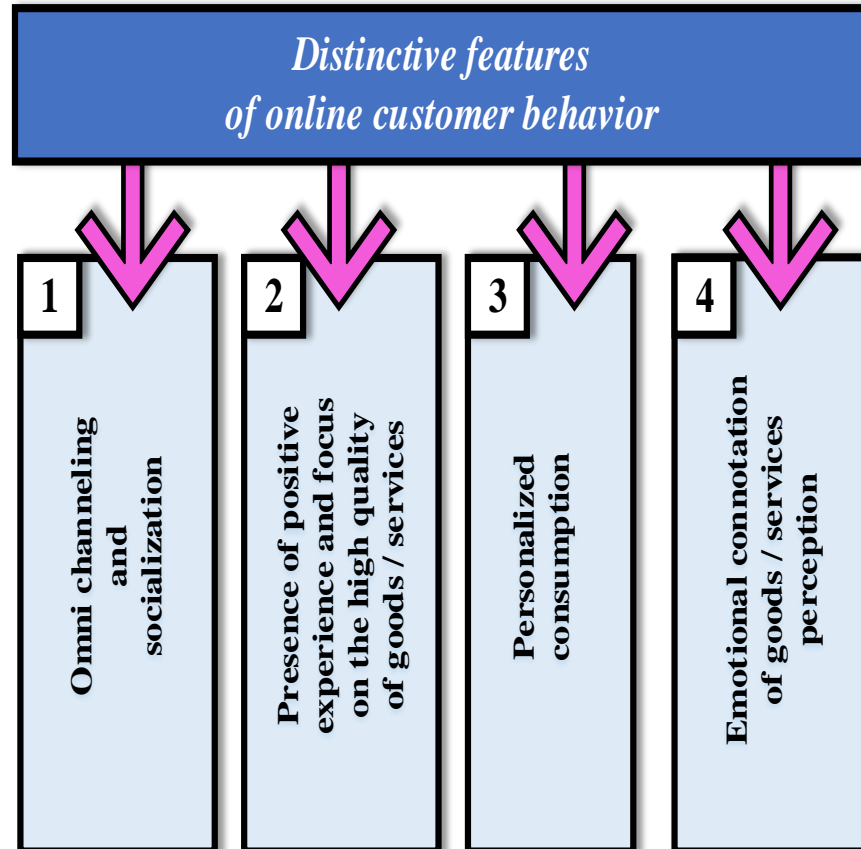 Distinctive features
of online customer behavior
1
Omni channeling
and
socialization
2
Presence of positive
experience and focus
on the high quality
of goods / services
3
Personalized
consumption
4
Emotional connotation
of goods / services
perception